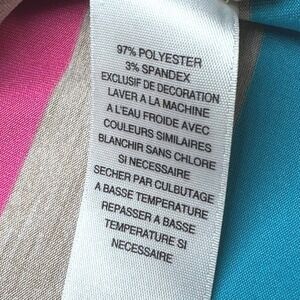 97% POLYESTER
3% SPANDEX
EXCLUSIF DE DECORATION
LAVER À LA MACHINE
A L'EAU FROIDE AVEC
COULEURS SIMILAIRES
BLANCHIR SANS CHLORE
SI NECESSAIRE
SECHER PAR CULBUTAGE
A BASSE TEMPERATURE
REPASSER A BASSE
TEMPERATURE SI
NECESSAIRE